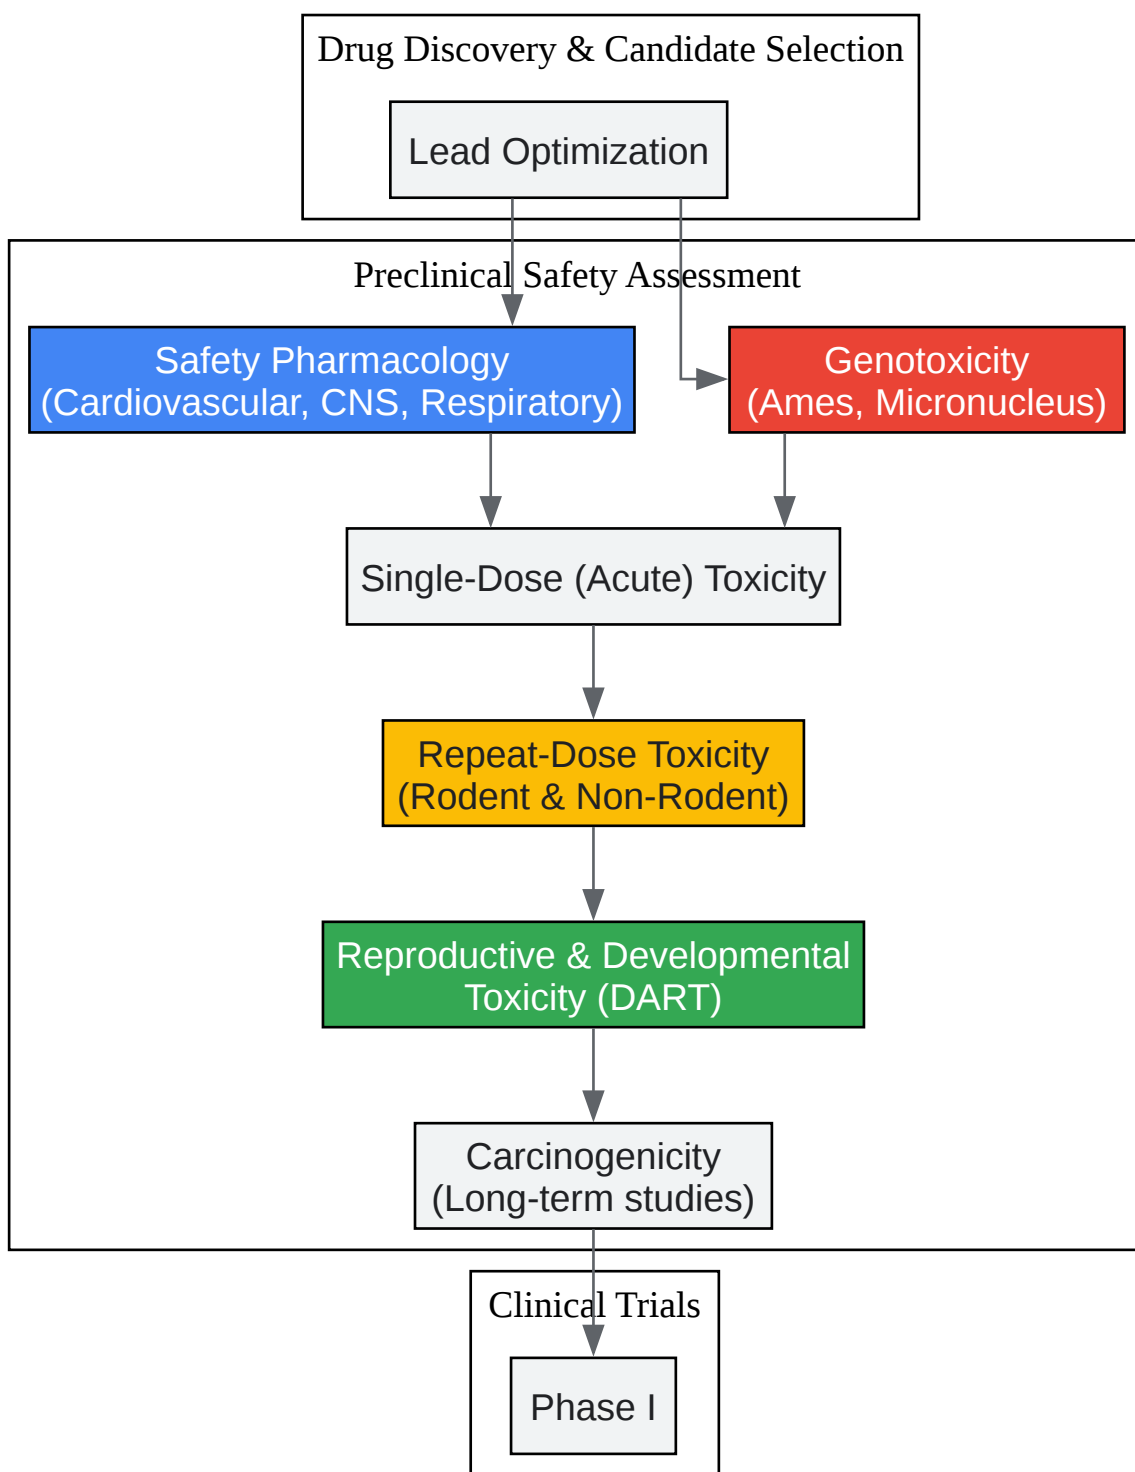 Drug Discovery & Candidate Selection
Lead Optimization
Preclinical Safety Assessment
Safety Pharmacology
(Cardiovascular, CNS, Respiratory)
Genotoxicity
(Ames, Micronucleus)
Single-Dose (Acute) Toxicity
Repeat-Dose Toxicity
(Rodent & Non-Rodent)
Reproductive & Developmental
Toxicity (DART)
Carcinogenicity
(Long-term studies)
Clinical Trials
Phase I